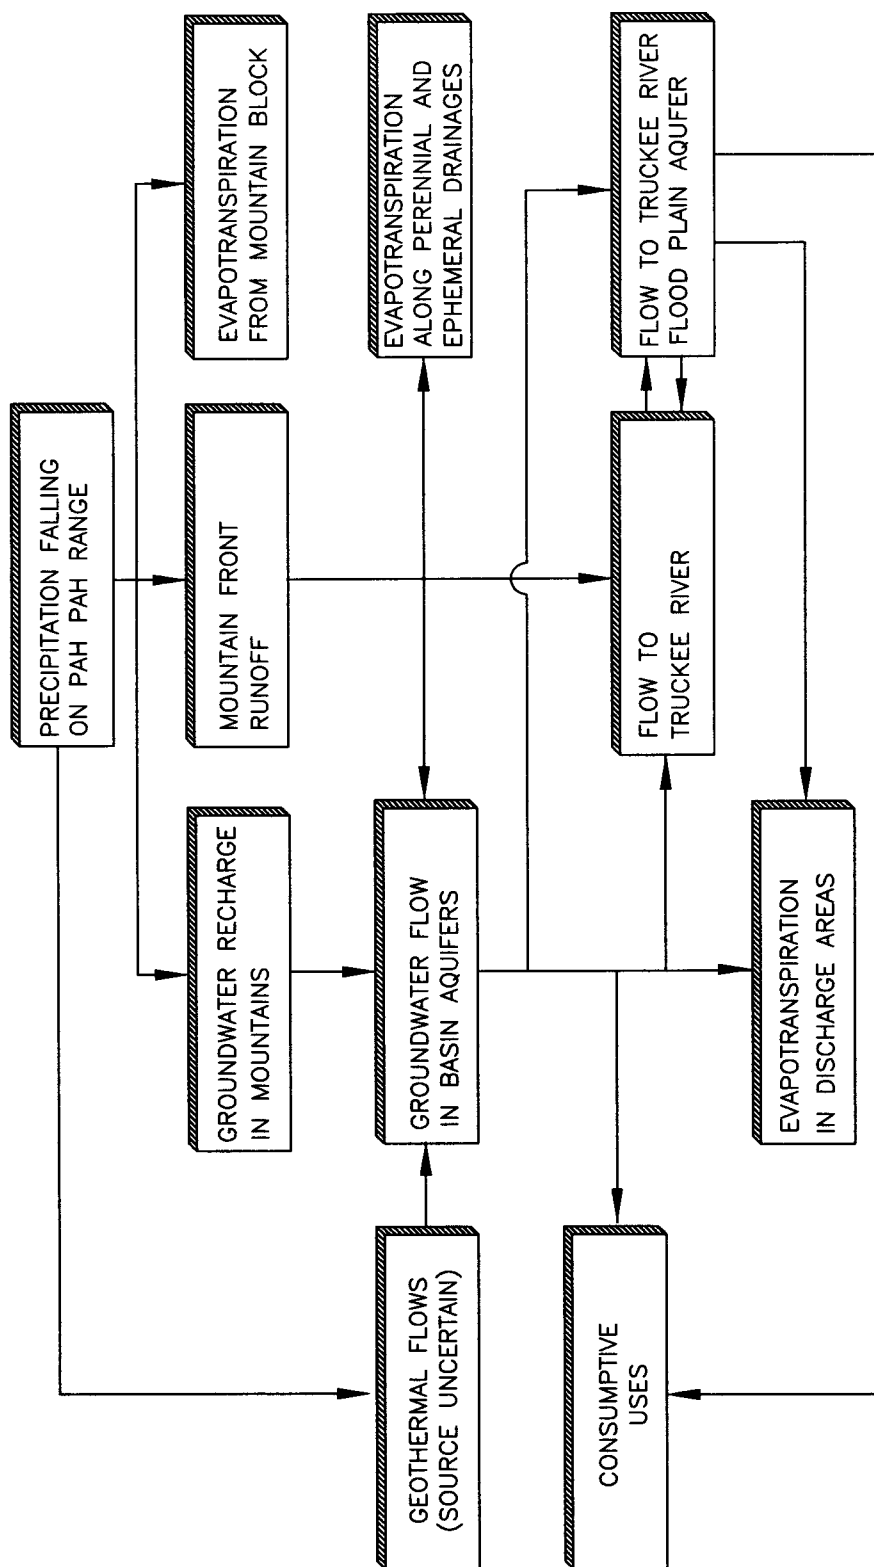 PRECIPITATION FALLING
ON PAH PAH RANGE
GROUNDWATER RECHARGE
IN MOUNTAINS
MOUNTAIN FRONT
RUNOFF
EVAPOTRANSPIRATION
FROM MOUNTAIN BLOCK
GEOTHERMAL FLOWS
(SOURCE UNCERTAIN)
GROUNDWATER FLOW
IN BASIN AQUIFERS
EVAPOTRANSPIRATION
ALONG PERENNIAL AND
EPHEMERAL DRAINAGES
CONSUMPTIVE
USES
FLOW TO
TRUCKEE RIVER
FLOW TO TRUCKEE RIVER
FLOOD PLAIN AQUFER
EVAPOTRANSPIRATION
IN DISCHARGE AREAS